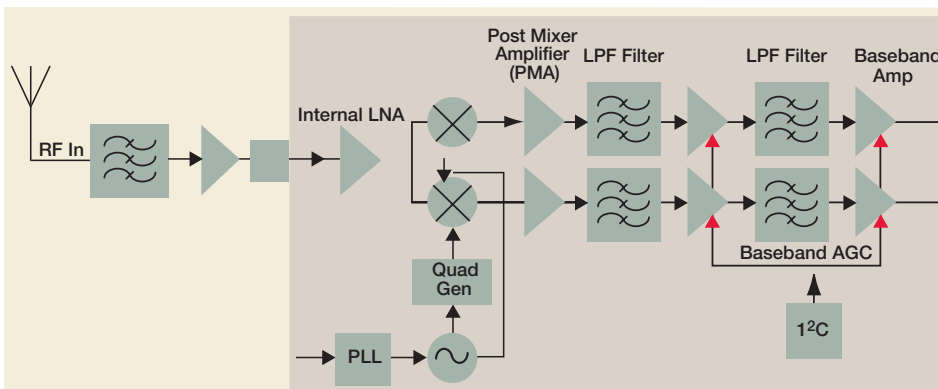 Post Mixer
Amplifier
(PMA)
LPF Filter
LPF Filter
Baseband
Amp
Internal LNA
RF In
Baseband AGC
Quad
Gen
1²C
PLL